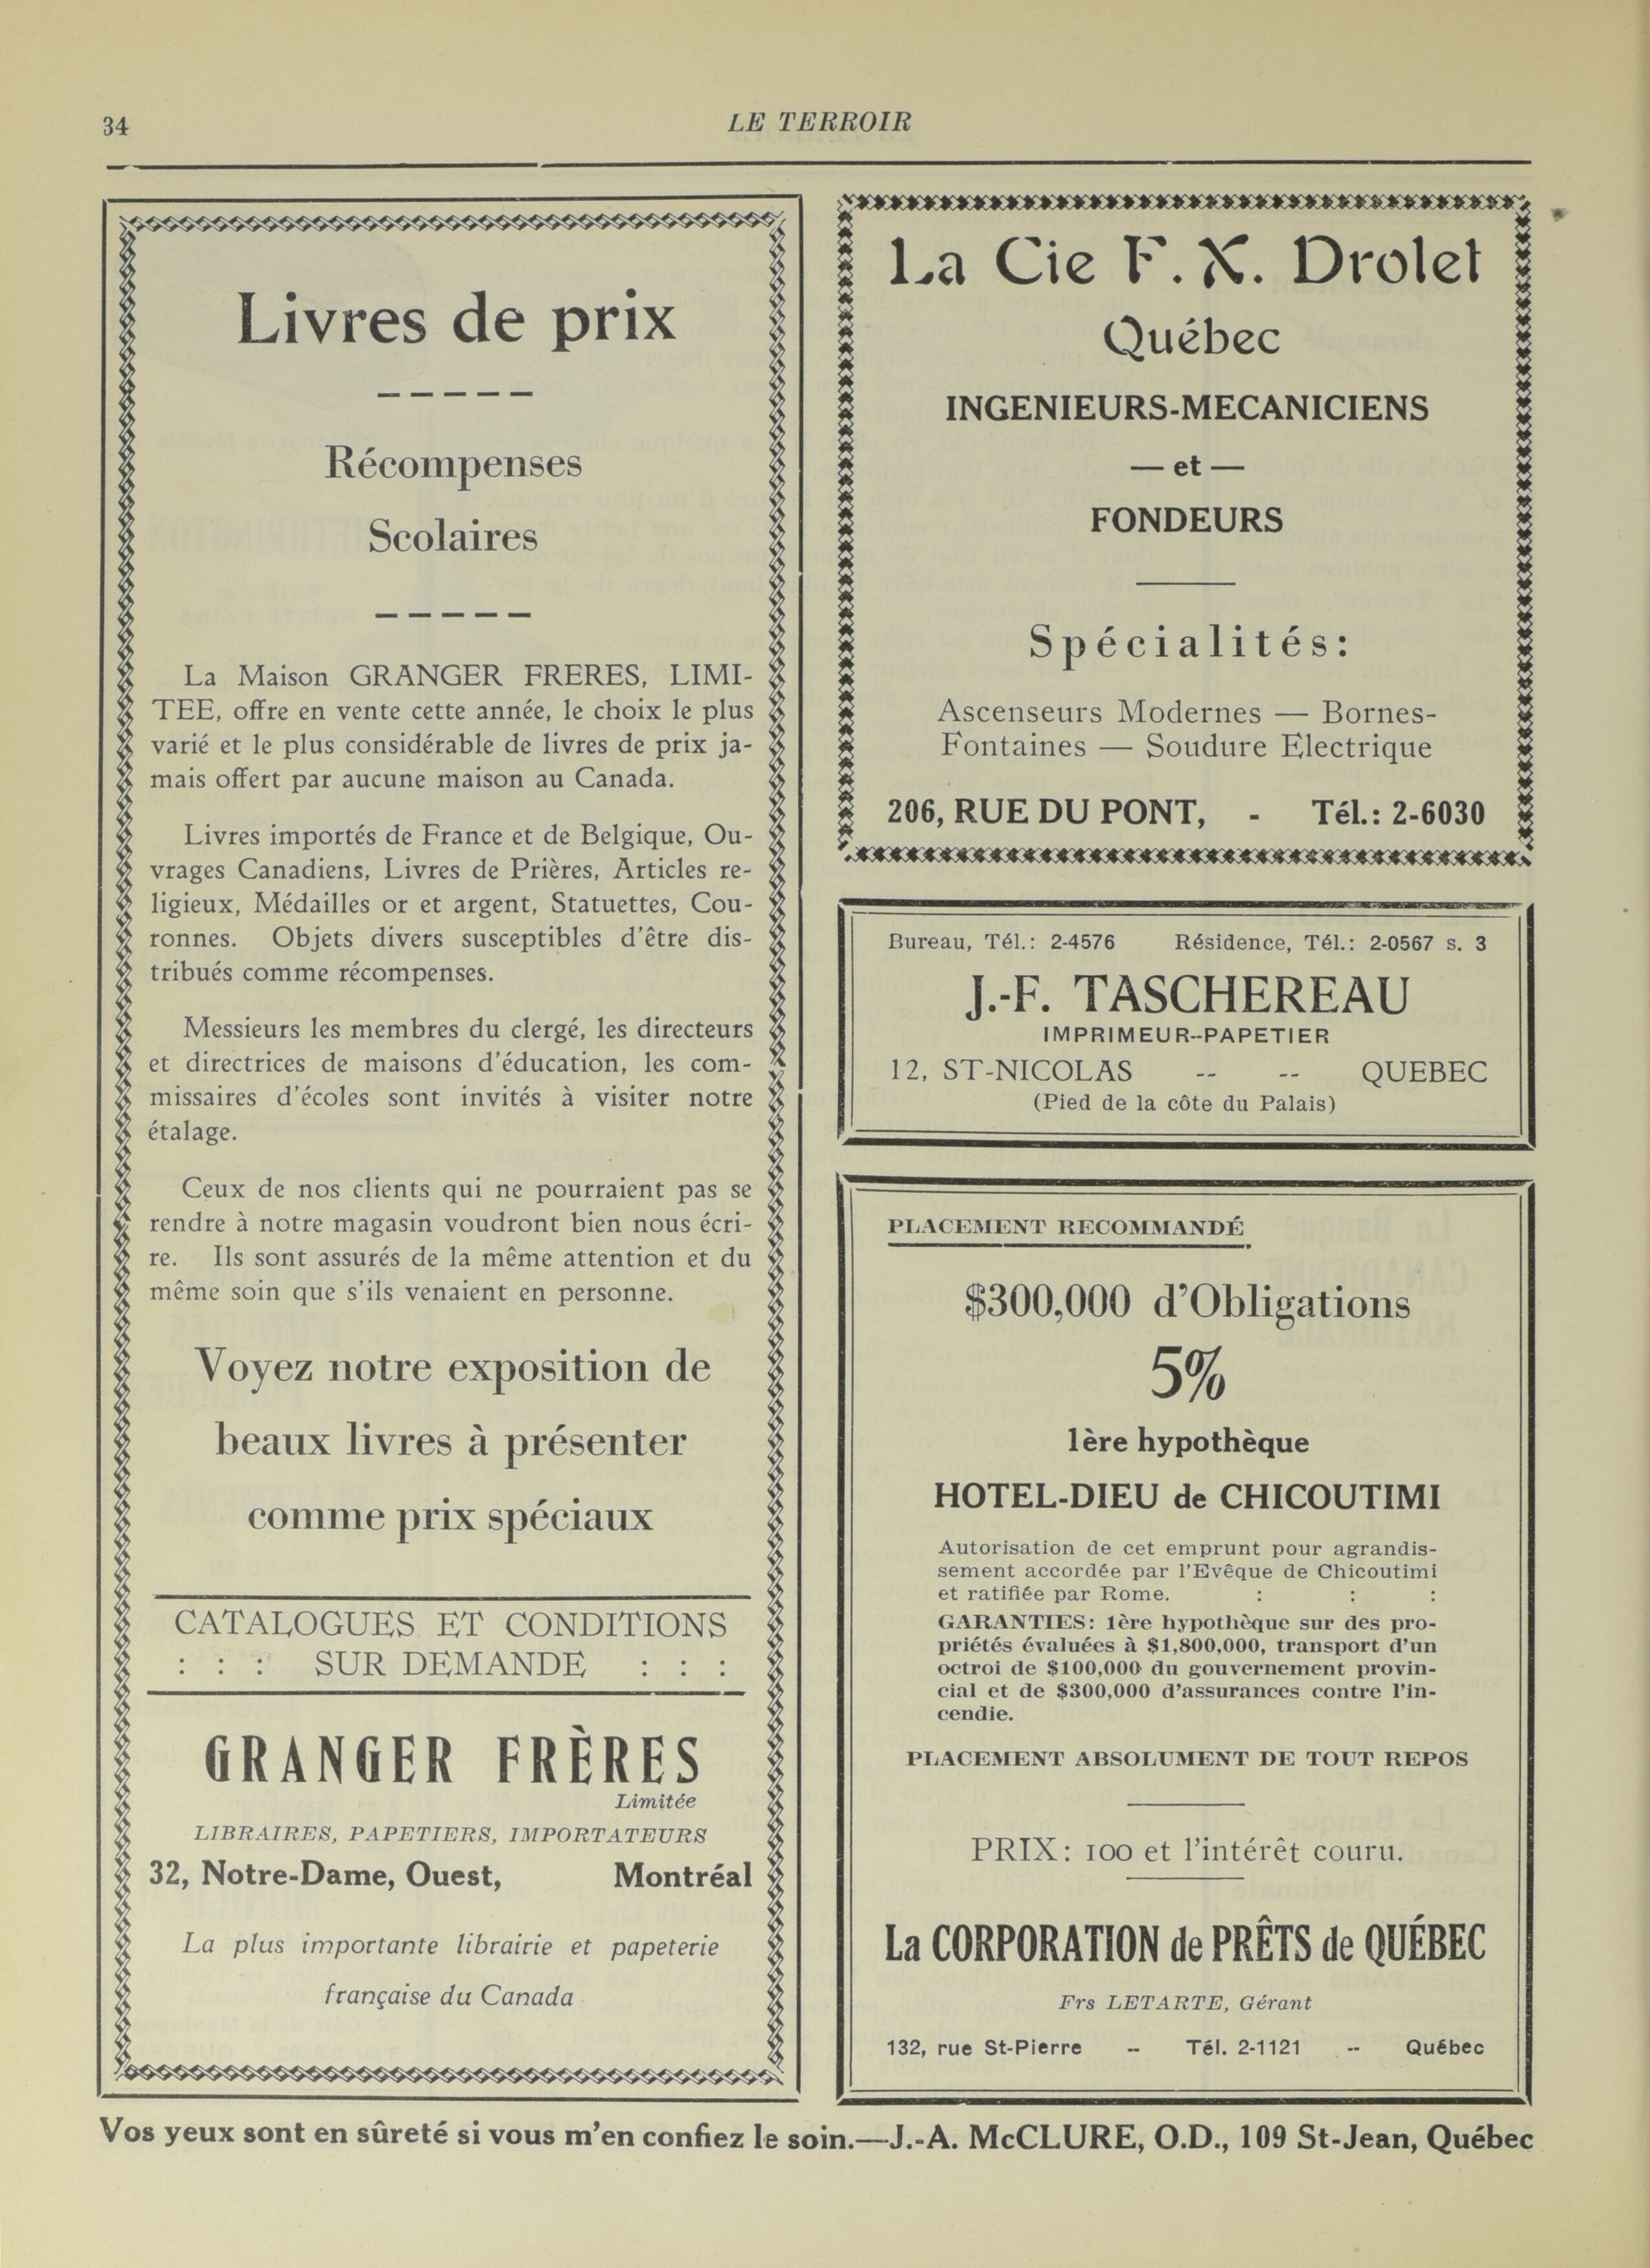 34
LE TERROIR
Livres de prix
Récompenses
Scolaires
La Maison GRANGER FRERES, LIMI-
TEE, offre en vente cette année, le choix le plus
varié et le plus considérable de livres de prix ja-
mais offert par aucune maison au Canada.
Livres importés de France et de Belgique, Ou-
vrages Canadiens, Livres de Prières, Articles re-
ligieux, Médailles or et argent, Statuettes, Cou-
ronnes. Objets divers susceptibles d'être dis-
tribués comme récompenses.
Messieurs les membres du clergé, les directeurs
et directrices de maisons d'éducation, les com-
missaires d'écoles sont invités à visiter notre
étalage.
Ceux de nos clients qui ne pourraient pas se
rendre à notre magasin voudront bien nous écri-
re. Ils sont assurés de la même attention et du
même soin que s'ils venaient en personne.
Voyez notre exposition de
beaux livres à présenter
comme prix spéciaux
CATALOGUES ET CONDITIONS
: : : SUR DEMANDE : : :
GRANGER FRÈRES
Limitée
LIBRAIRES, PAPETIERS, IMPORTATEURS
32, Notre-Dame, Ouest, Montréal
La plus importante librairie et papeterie
française du Canada
La Cie F. X. Drolet
Québec
INGENIEURS-MECANICIENS
— et —
FONDEURS
Spécialités:
Ascenseurs Modernes — Bornes-
Fontaines — Soudure Electrique
206, RUE DU PONT, - Tél.: 2-6030
Bureau, Tél.: 2-4576 Résidence, Tél.: 2-0567 s. 3
J.-F. TASCHEREAU
IMPRIMEUR--PAPETIER
12, ST-NICOLAS -- -- QUEBEC
(Pied de la côte du Palais)
PLACEMENT RECOMMANDÉ
$300,000 d'Obligations
5%
1ère hypothèque
HOTEL-DIEU de CHICOUTIMI
Autorisation de cet emprunt pour agrandis-
sement accordée par l'Evêque de Chicoutimi
et ratifiée par Rome. : : :
GARANTIES: 1ère hypothèque sur des pro-
priétés évaluées à $1,800,000, transport d'un
octroi de $100,000 du gouvernement provin-
cial et de $300,000 d'assurances contre l'in-
cendie.
PLACEMENT ABSOLUMENT DE TOUT REPOS
PRIX: 100 et l'intérêt couru.
La CORPORATION de PRÊTS de QUÉBEC
Frs LETARTE, Gérant
132, rue St-Pierre -- Tél. 2-1121 -- Québec
Vos yeux sont en sûreté si vous m'en confiez le soin.—J.-A. McCLURE, O.D., 109 St-Jean, Québec